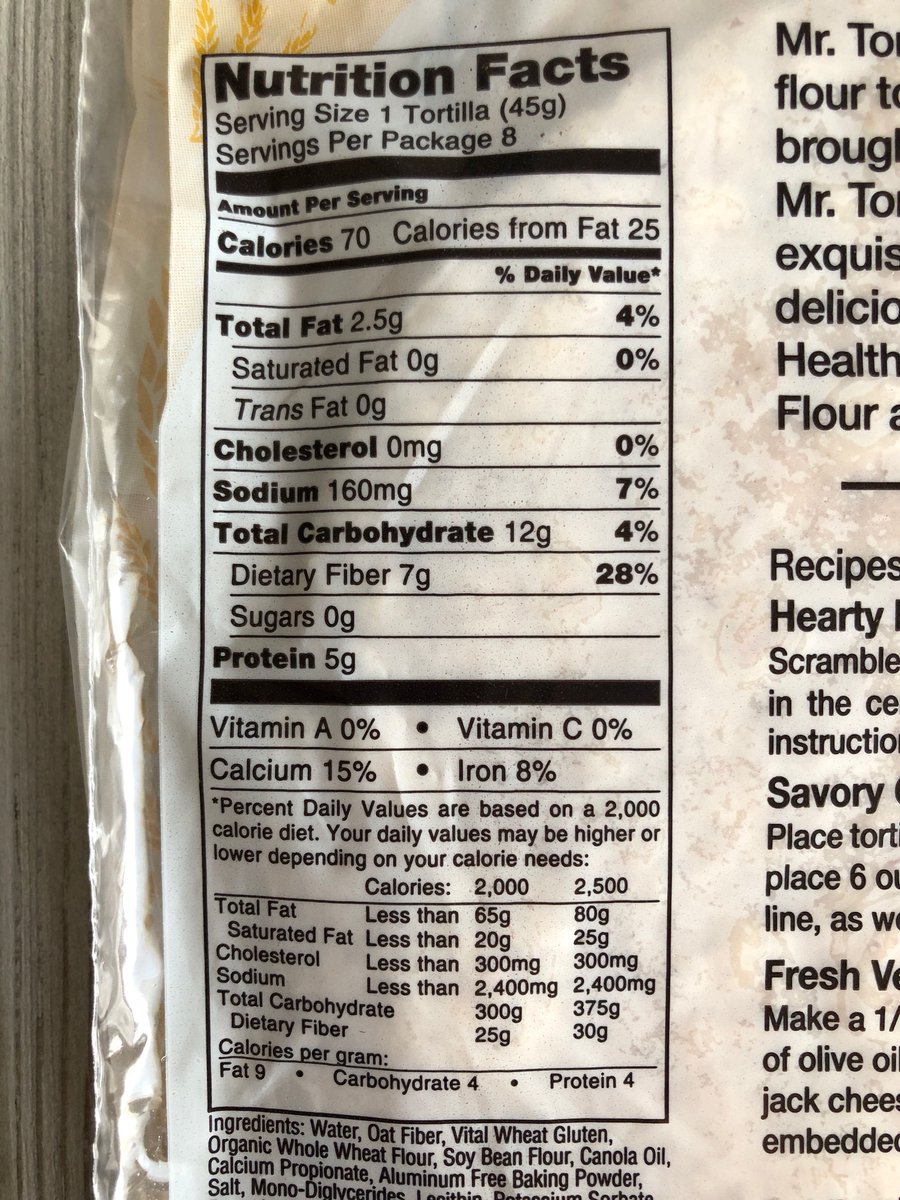 Nutrition Facts
Serving Size 1 Tortilla (45g)
Servings Per Package 8
Amount Per Serving
Calories 70 Calories from Fat 25
% Daily Value*
Total Fat 2.5g 4%
Saturated Fat 0g 0%
Trans Fat 0g
Cholesterol 0mg 0%
Sodium 160mg 7%
Total Carbohydrate 12g 4%
Dietary Fiber 7g 28%
Sugars 0g
Protein 5g
Vitamin A 0% • Vitamin C 0%
Calcium 15% • Iron 8%
*Percent Daily Values are based on a 2,000
calorie diet. Your daily values may be higher or
lower depending on your calorie needs:
Calories: 2,000 2,500
Total Fat Less than 65g 80g
Saturated Fat Less than 20g 25g
Cholesterol Less than 300mg 300mg
Sodium Less than 2,400mg 2,400mg
Total Carbohydrate 300g 375g
Dietary Fiber 25g 30g
Calories per gram:
Fat 9 • Carbohydrate 4 • Protein 4
Ingredients: Water, Oat Fiber, Vital Wheat Gluten,
Organic Whole Wheat Flour, Soy Bean Flour, Canola Oil,
Calcium Propionate, Aluminum Free Baking Powder,
Salt, Mono-Diglycerides, Lecithin, Potassium Sorbate
Mr.
flour
Mr.
Flour
Recipes
Hearty
Scramble
in the
Savory
Place
place 6
line, as
Fresh
Make a
of olive oil
jack